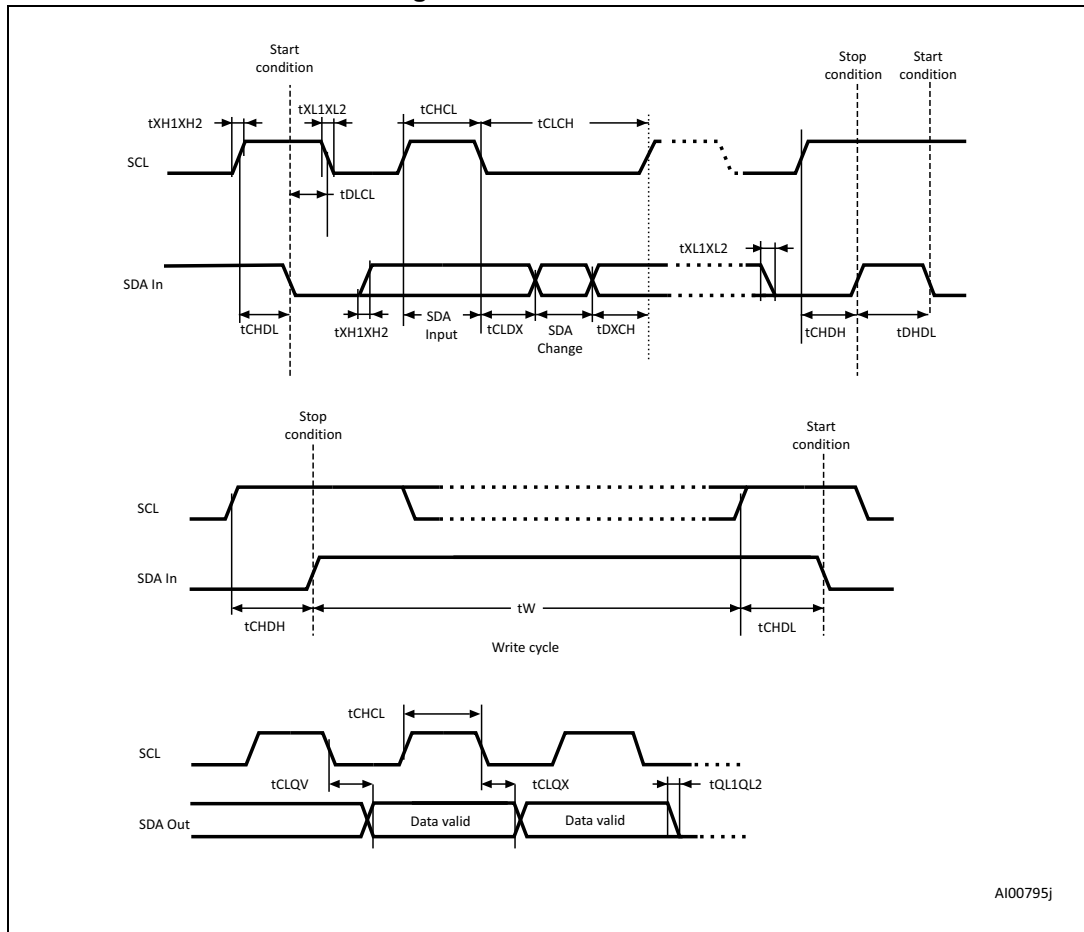 Start
condition
Stop
condition
Start
condition
tXH1XH2
tXL1XL2
tCHCL
tCLCH
SCL
tDLCL
tXL1XL2
SDA In
tCHDL
tXH1XH2
SDA
Input
tCLDX
SDA
Change
tDXCH
tCHDH
tDHDL
Stop
condition
Start
condition
SCL
SDA In
tCHDH
tW
tCHDL
Write cycle
tCHCL
SCL
tCLQV
tCLQX
tQL1QL2
SDA Out
Data valid
Data valid
AI00795j